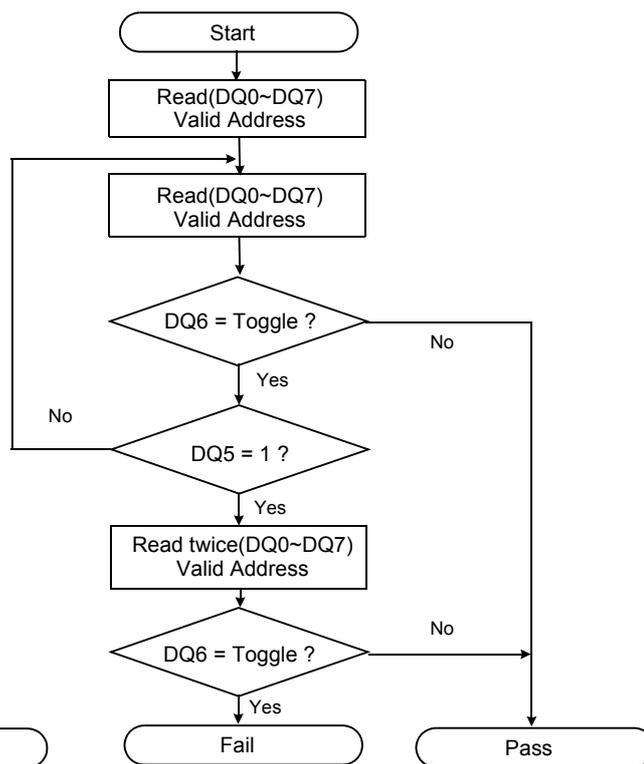 Start
Read(DQ0~DQ7)
Valid Address
Read(DQ0~DQ7)
Valid Address
DQ6 = Toggle ?
No
Yes
No
DQ5 = 1 ?
Yes
Read twice(DQ0~DQ7)
Valid Address
No
DQ6 = Toggle ?
Yes
Fail
Pass